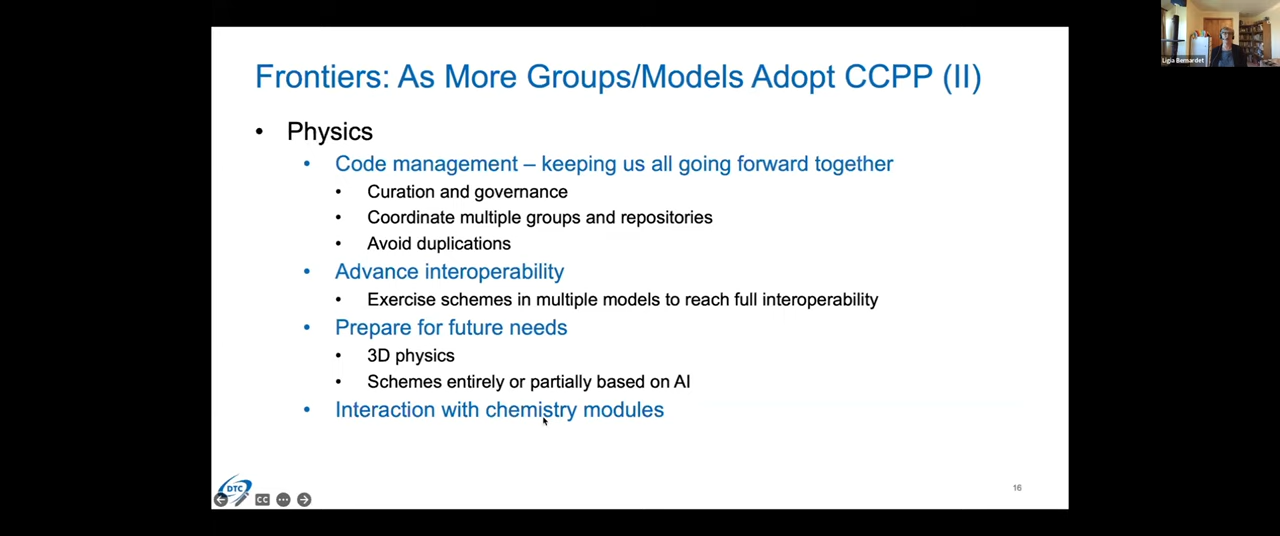 Frontiers: As More Groups/Models Adopt CCPP (II)
Ligia Bernardet
• Physics
• Code management – keeping us all going forward together
• Curation and governance
• Coordinate multiple groups and repositories
• Avoid duplications
• Advance interoperability
• Exercise schemes in multiple models to reach full interoperability
• Prepare for future needs
• 3D physics
• Schemes entirely or partially based on AI
• Interaction with chemistry modules
DTC
CC
16